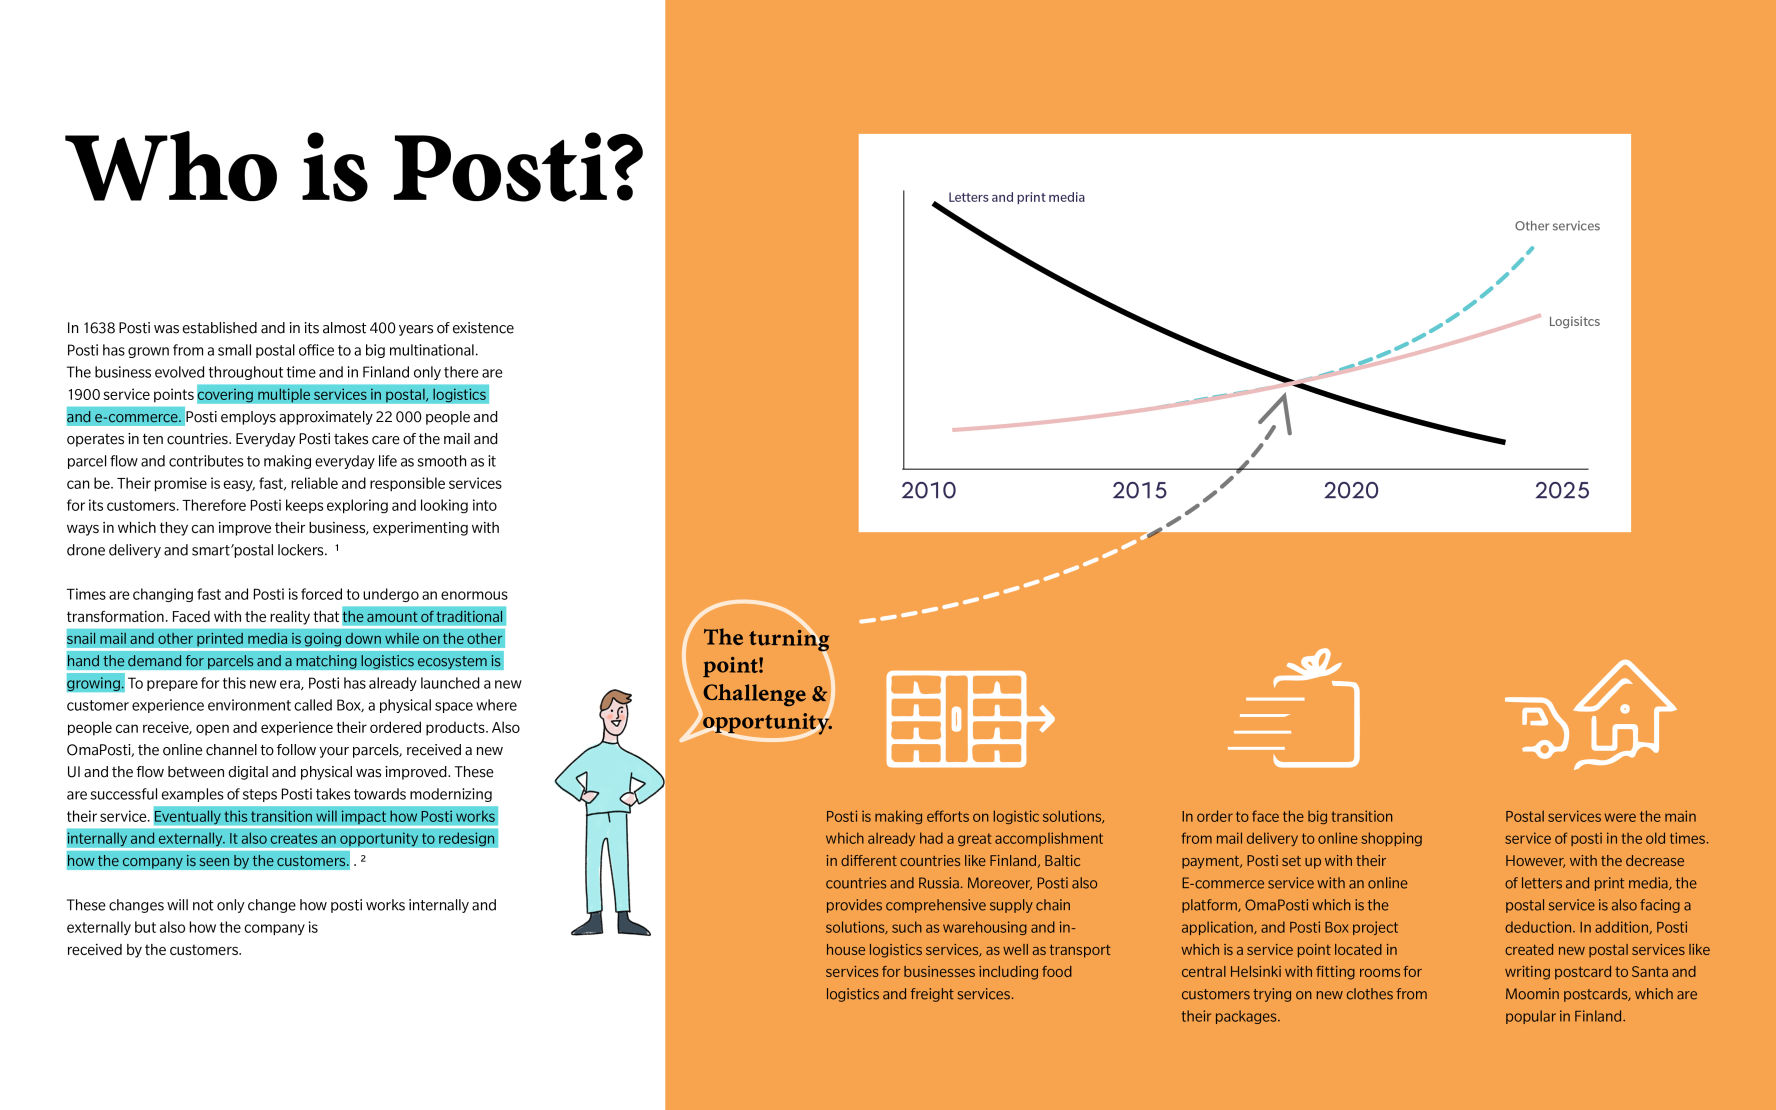 Who is Posti?
In 1638 Posti was established and in its almost 400 years of existence
Posti has grown from a small postal office to a big multinational.
The business evolved throughout time and in Finland only there are
1900 service points covering multiple services in postal, logistics
and e-commerce. Posti employs approximately 22 000 people and
operates in ten countries. Everyday Posti takes care of the mail and
parcel flow and contributes to making everyday life as smooth as it
can be. Their promise is easy, fast, reliable and responsible services
for its customers. Therefore Posti keeps exploring and looking into
ways in which they can improve their business, experimenting with
drone delivery and smart'postal lockers. 1
Times are changing fast and Posti is forced to undergo an enormous
transformation. Faced with the reality that the amount of traditional
snail mail and other printed media is going down while on the other
hand the demand for parcels and a matching logistics ecosystem is
growing. To prepare for this new era, Posti has already launched a new
customer experience environment called Box, a physical space where
people can receive, open and experience their ordered products. Also
OmaPosti, the online channel to follow your parcels, received a new
UI and the flow between digital and physical was improved. These
are successful examples of steps Posti takes towards modernizing
their service. Eventually this transition will impact how Posti works
internally and externally. It also creates an opportunity to redesign
how the company is seen by the customers. . 2
These changes will not only change how posti works internally and
externally but also how the company is
received by the customers.
Letters and print media
Other services
Logisitcs
2010
2015
2020
2025
The turning
point!
Challenge &
opportunity.
Posti is making efforts on logistic solutions,
which already had a great accomplishment
in different countries like Finland, Baltic
countries and Russia. Moreover, Posti also
provides comprehensive supply chain
solutions, such as warehousing and in-
house logistics services, as well as transport
services for businesses including food
logistics and freight services.
In order to face the big transition
from mail delivery to online shopping
payment, Posti set up with their
E-commerce service with an online
platform, OmaPosti which is the
application, and Posti Box project
which is a service point located in
central Helsinki with fitting rooms for
customers trying on new clothes from
their packages.
Postal services were the main
service of posti in the old times.
However, with the decrease
of letters and print media, the
postal service is also facing a
deduction. In addition, Posti
created new postal services like
writing postcard to Santa and
Moomin postcards, which are
popular in Finland.